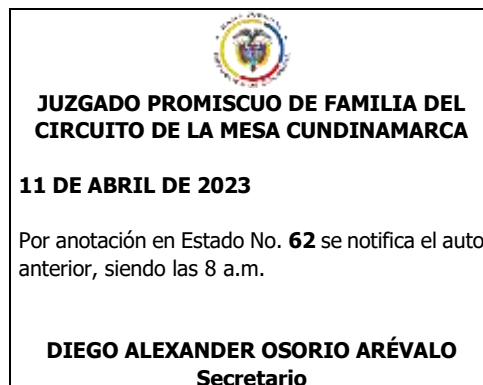 JUZGADO PROMISCUO DE FAMILIA DEL
CIRCUITO DE LA MESA CUNDINAMARCA
11 DE ABRIL DE 2023
Por anotación en Estado No. 62 se notifica el auto
anterior, siendo las 8 a.m.
DIEGO ALEXANDER OSORIO ARÉVALO
Secretario